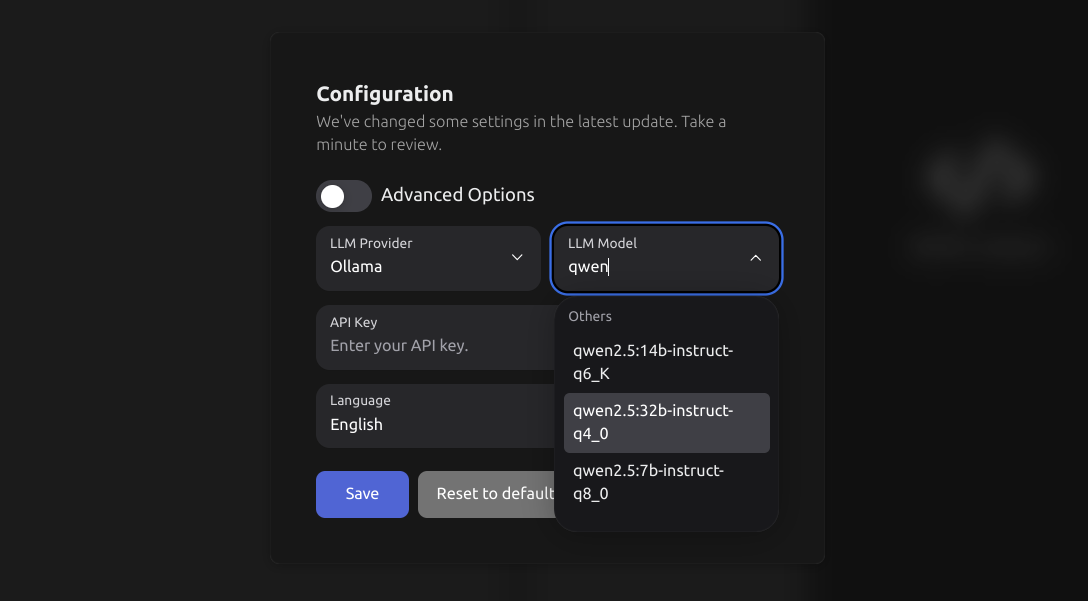 Configuration
We've changed some settings in the latest update. Take a
minute to review.
Advanced Options
LLM Provider
Ollama
LLM Model
qwen
Others
qwen2.5:14b-instruct-
q6_K
qwen2.5:32b-instruct-
q4_0
qwen2.5:7b-instruct-
q8_0
API Key
Enter your API key.
Language
English
Save
Reset to default